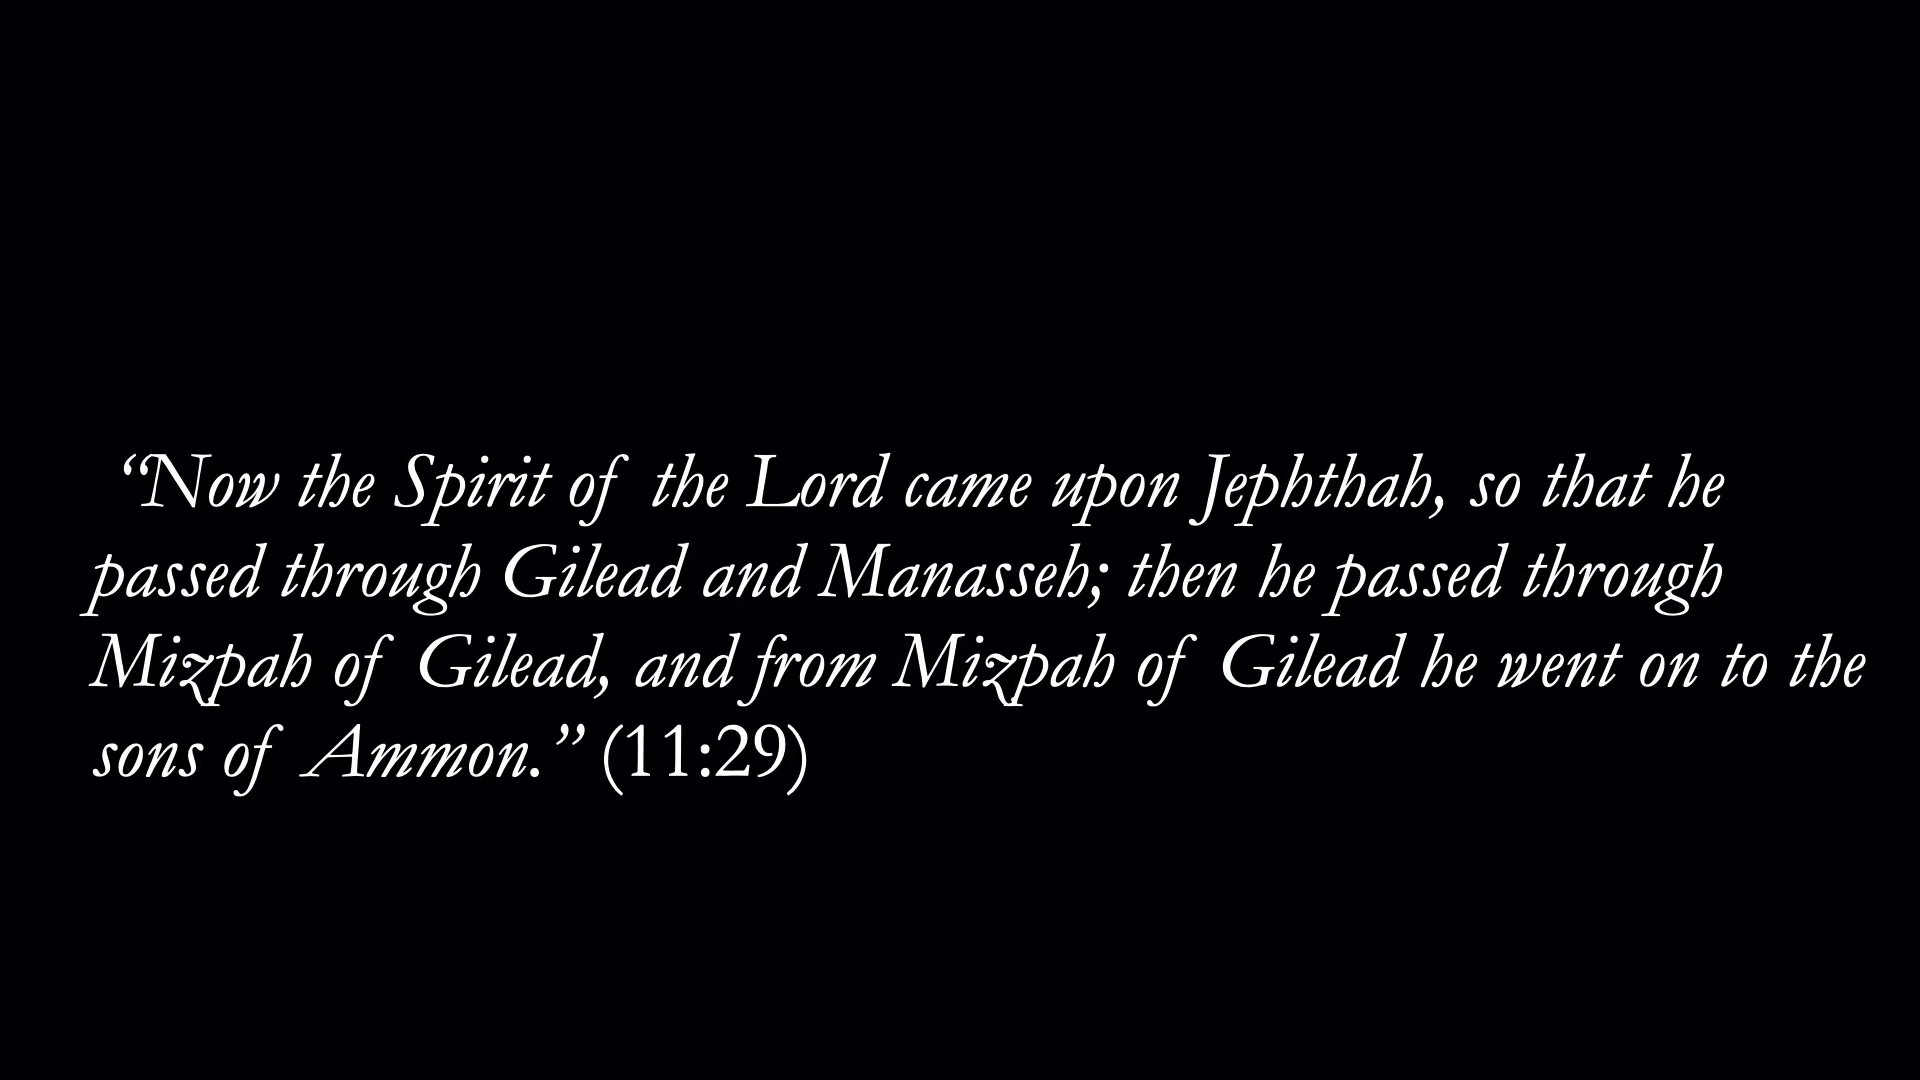 “Now the Spirit of the Lord came upon Jephthah, so that he
passed through Gilead and Manasseh; then he passed through
Mizpah of Gilead, and from Mizpah of Gilead he went on to the
sons of Ammon.” (11:29)